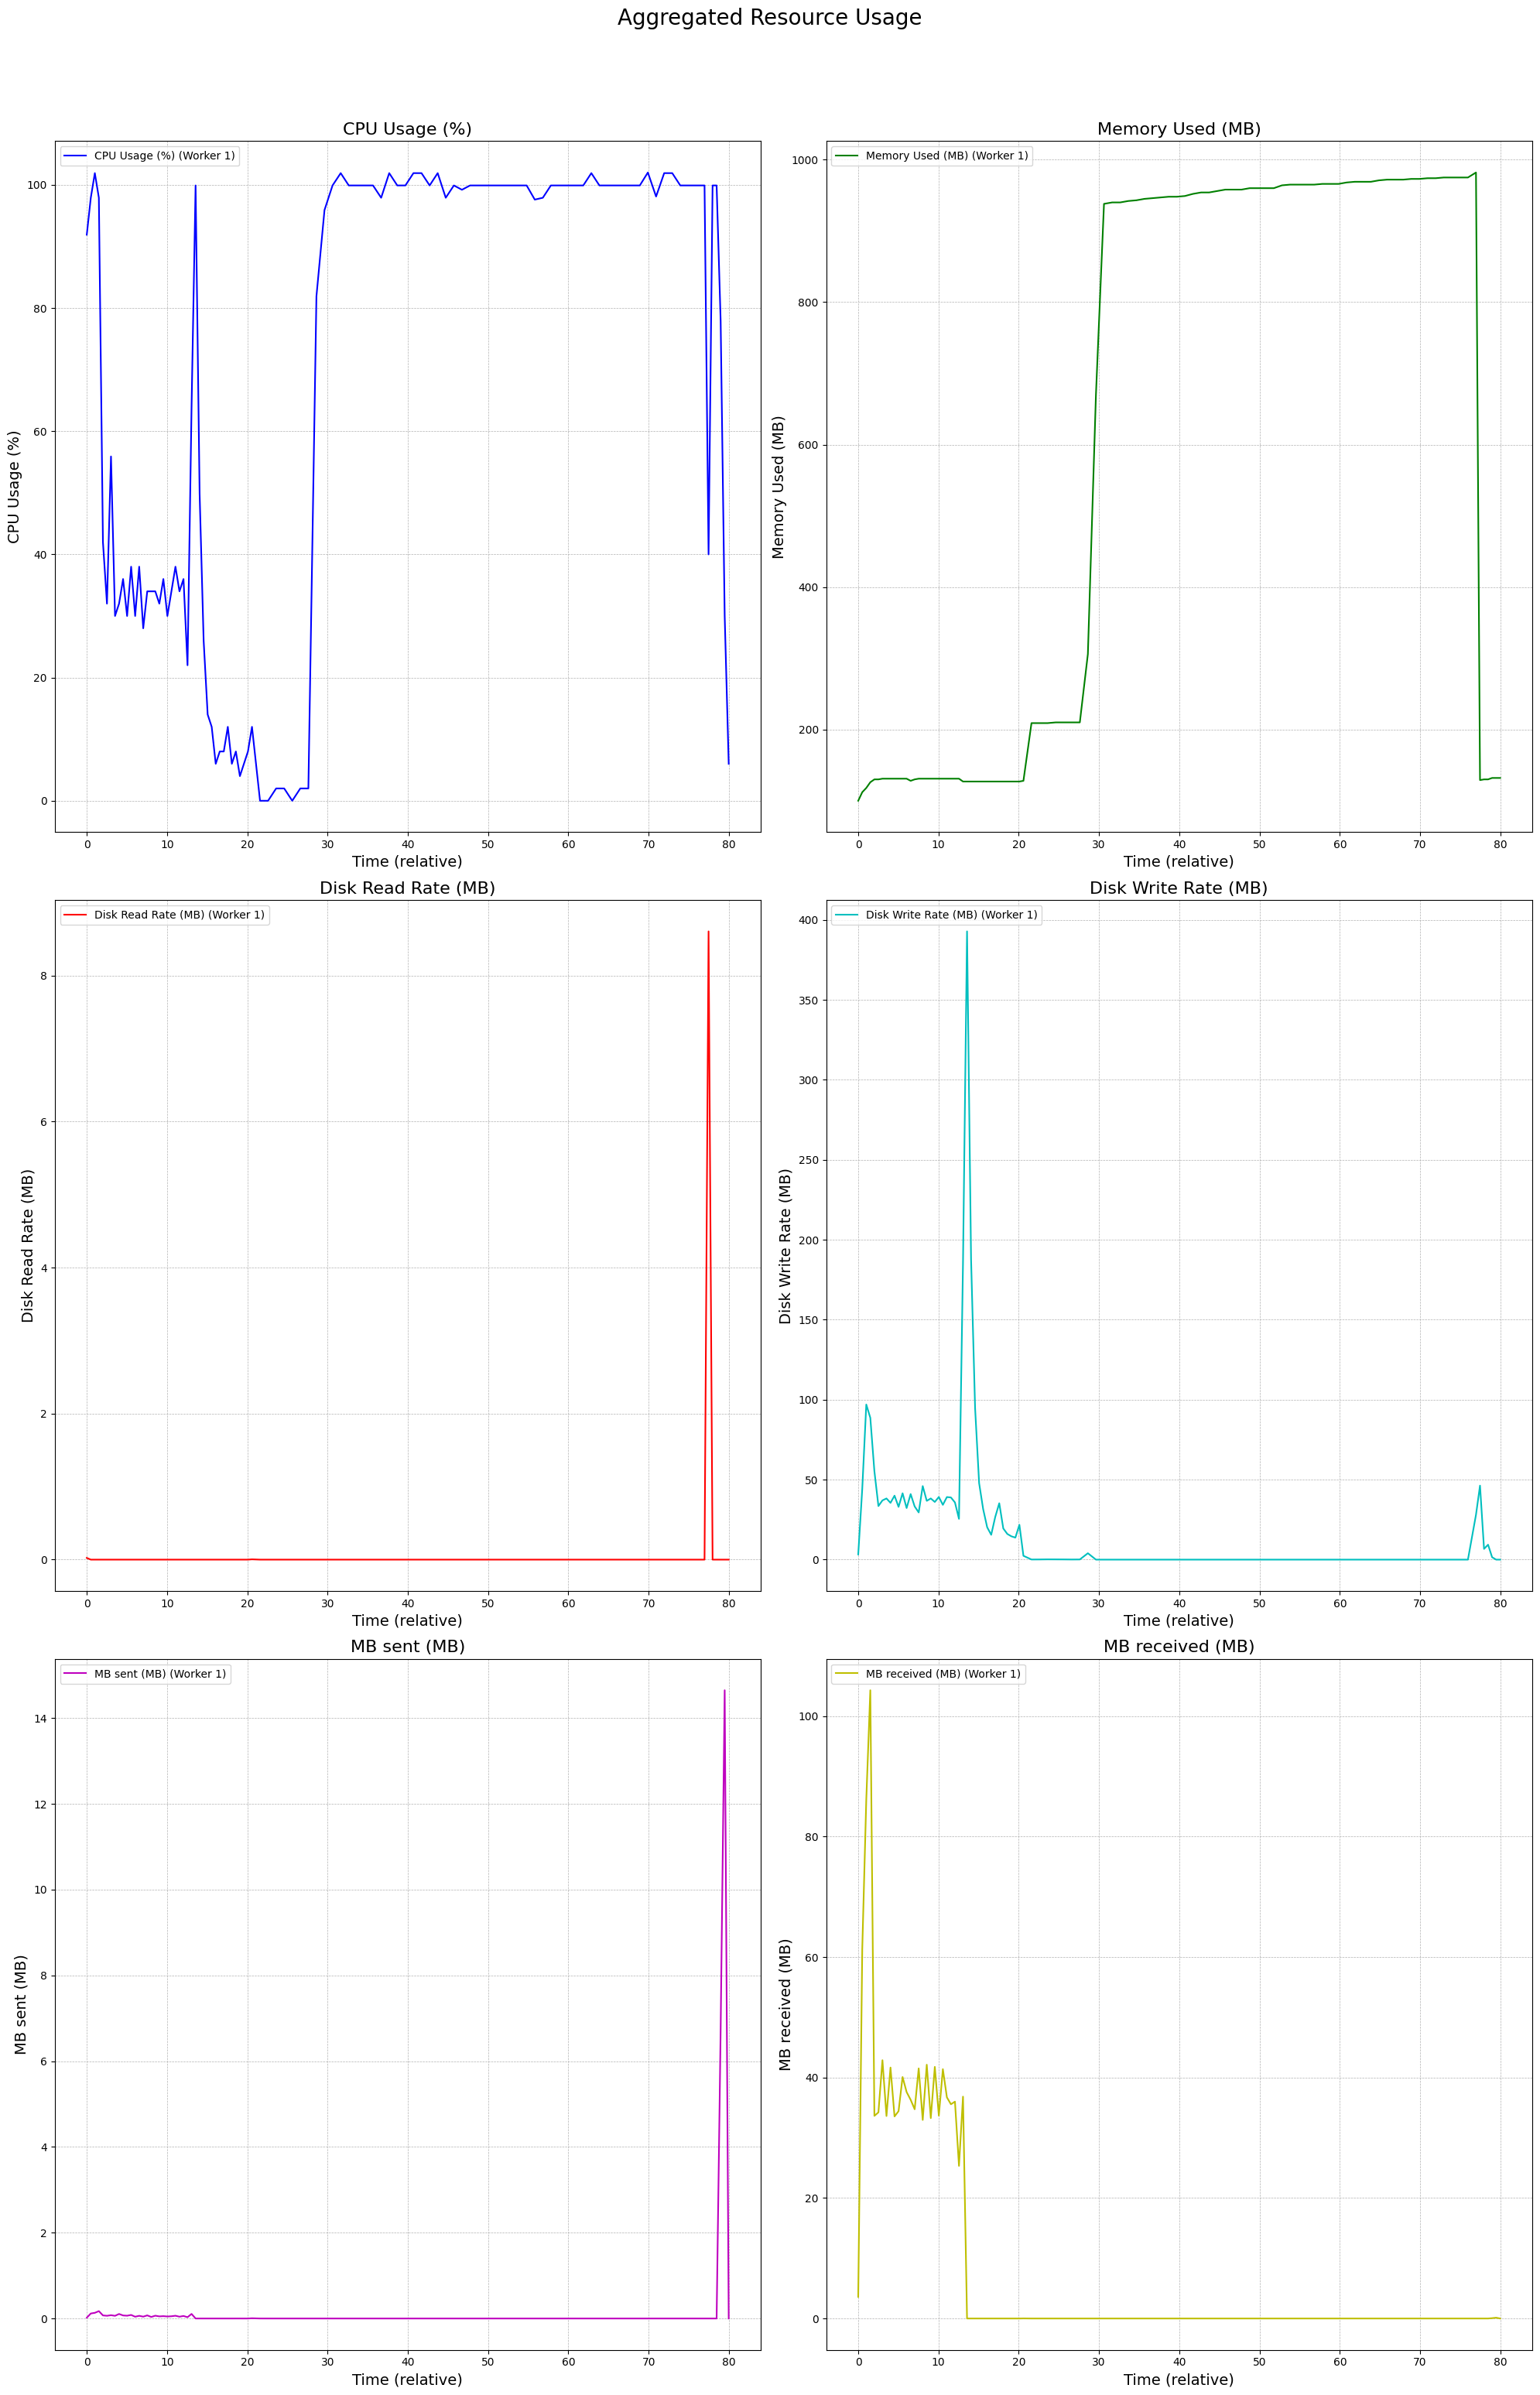 Aggregated Resource Usage
CPU Usage (%)
CPU Usage (%) (Worker 1)
CPU Usage (%)
100
80
60
40
20
0
0 10 20 30 40 50 60 70 80
Time (relative)
Memory Used (MB)
Memory Used (MB) (Worker 1)
Memory Used (MB)
1000
800
600
400
200
0 10 20 30 40 50 60 70 80
Time (relative)
Disk Read Rate (MB)
Disk Read Rate (MB) (Worker 1)
Disk Read Rate (MB)
8
6
4
2
0
0 10 20 30 40 50 60 70 80
Time (relative)
Disk Write Rate (MB)
Disk Write Rate (MB) (Worker 1)
Disk Write Rate (MB)
400
350
300
250
200
150
100
50
0
0 10 20 30 40 50 60 70 80
Time (relative)
MB sent (MB)
MB sent (MB) (Worker 1)
MB sent (MB)
14
12
10
8
6
4
2
0
0 10 20 30 40 50 60 70 80
Time (relative)
MB received (MB)
MB received (MB) (Worker 1)
MB received (MB)
100
80
60
40
20
0
0 10 20 30 40 50 60 70 80
Time (relative)